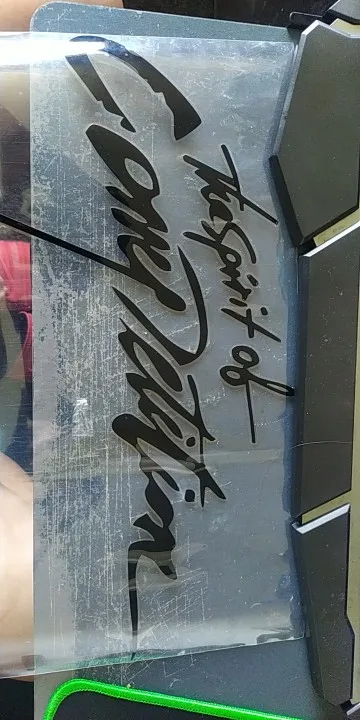 The Spirit of
Competition